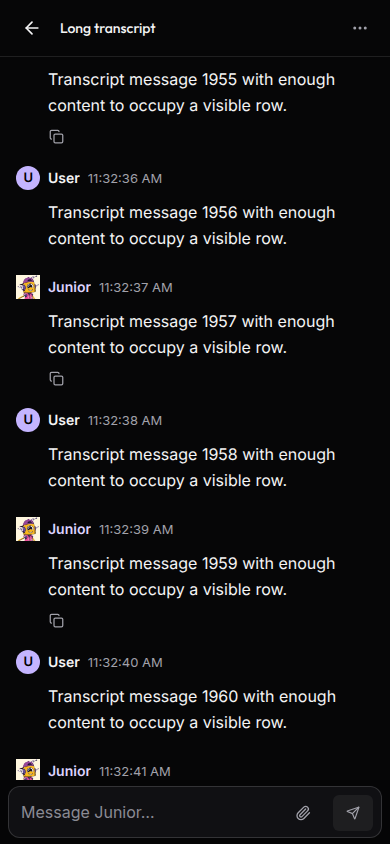 Long transcript
Transcript message 1955 with enough
content to occupy a visible row.
U User 11:32:36 AM
Transcript message 1956 with enough
content to occupy a visible row.
Junior 11:32:37 AM
Transcript message 1957 with enough
content to occupy a visible row.
U User 11:32:38 AM
Transcript message 1958 with enough
content to occupy a visible row.
Junior 11:32:39 AM
Transcript message 1959 with enough
content to occupy a visible row.
U User 11:32:40 AM
Transcript message 1960 with enough
content to occupy a visible row.
Junior 11:32:41 AM
Message Junior...